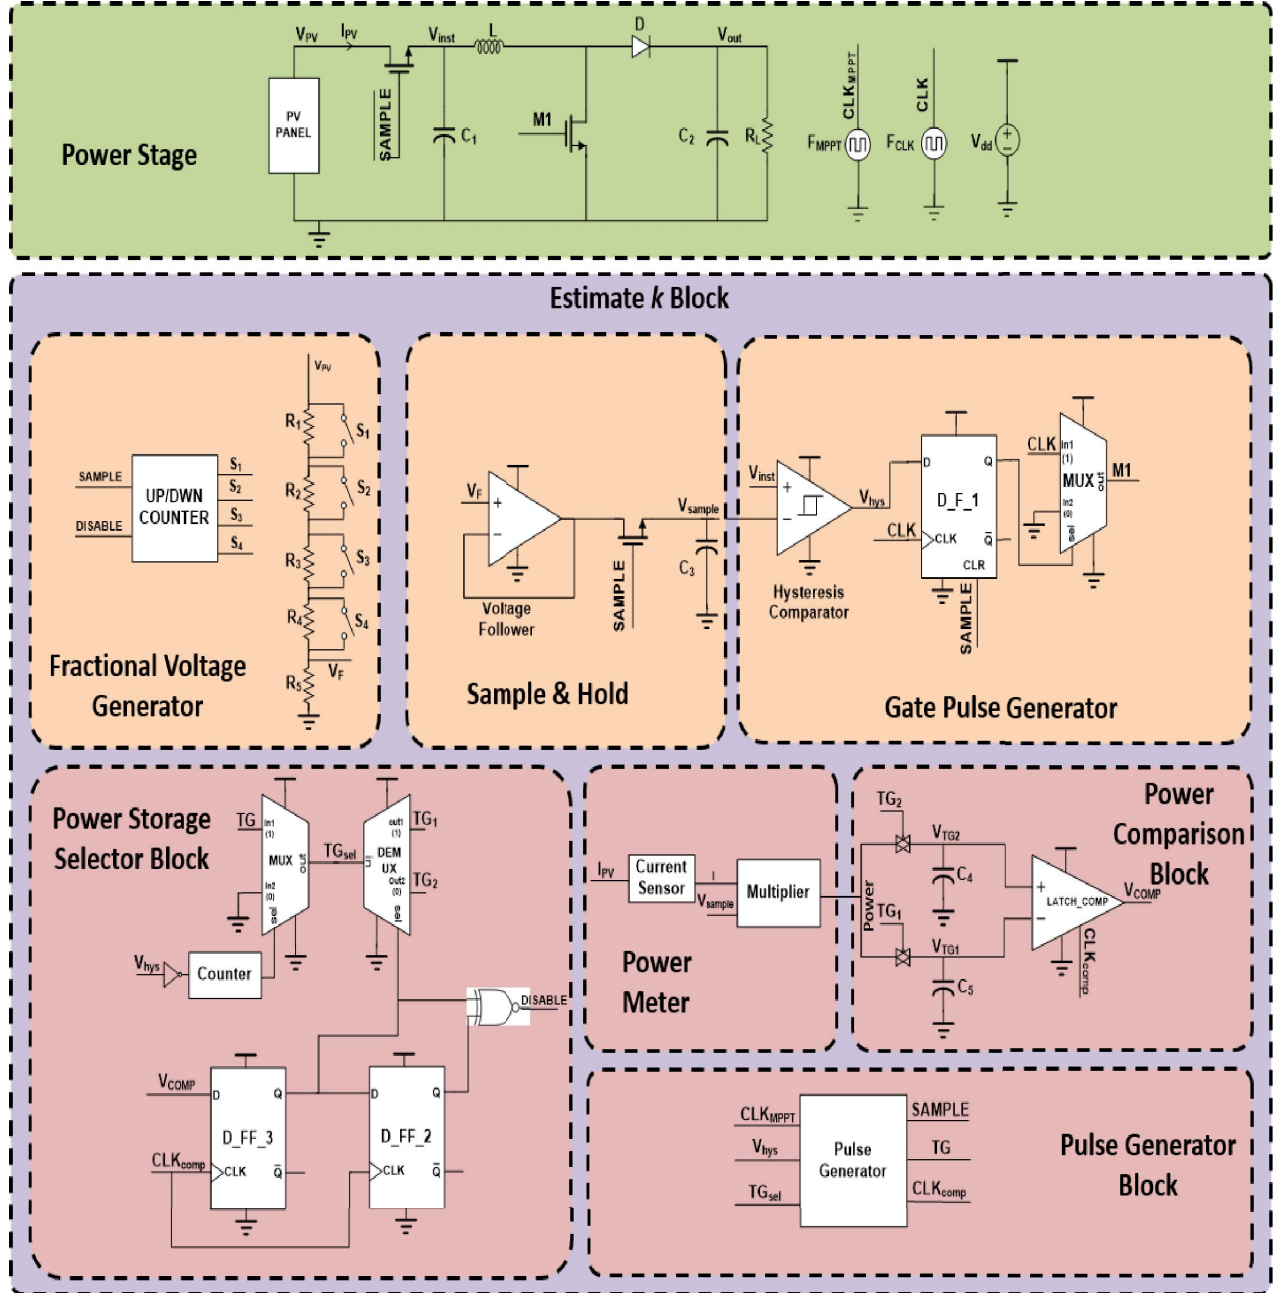 V_PV
I_PV
V_inst
L
D
V_out
PV
PANEL
SAMPLE
C_1
M1
C_2
R_L
CLK_MPPT
F_MPPT
CLK
F_CLK
V_dd
+
−
Power Stage
Estimate k Block
SAMPLE
DISABLE
UP/DWN
COUNTER
S_1
S_2
S_3
S_4
V_PV
R_1
S_1
R_2
S_2
R_3
S_3
R_4
S_4
V_F
R_5
Fractional Voltage
Generator
V_F
+
−
Voltage
Follower
SAMPLE
V_sample
C_3
Sample & Hold
V_inst
+
−
Hysteresis
Comparator
V_hys
CLK
D
Q
D_F_1
CLK
Q̅
CLR
SAMPLE
CLK
In1
(1)
MUX
out
In2
(0)
sel
M1
Gate Pulse Generator
Power Storage
Selector Block
TG
In1
(1)
MUX
out
In2
(0)
sel
TG_sel
in
out1
(1)
DEM
UX
Out2
(0)
sel
TG_1
TG_2
V_hys
Counter
DISABLE
V_COMP
D
Q
D_FF_3
CLK_comp
CLK
Q̅
D
Q
D_FF_2
CLK
Q̅
I_PV
Current
Sensor
I
V_sample
Multiplier
Power
Meter
Power
Comparison
Block
TG_2
V_TG2
C_4
Power
TG_1
V_TG1
C_5
+
−
LATCH_COMP
V_COMP
CLK_comp
CLK_MPPT
V_hys
TG_sel
Pulse
Generator
SAMPLE
TG
CLK_comp
Pulse Generator
Block